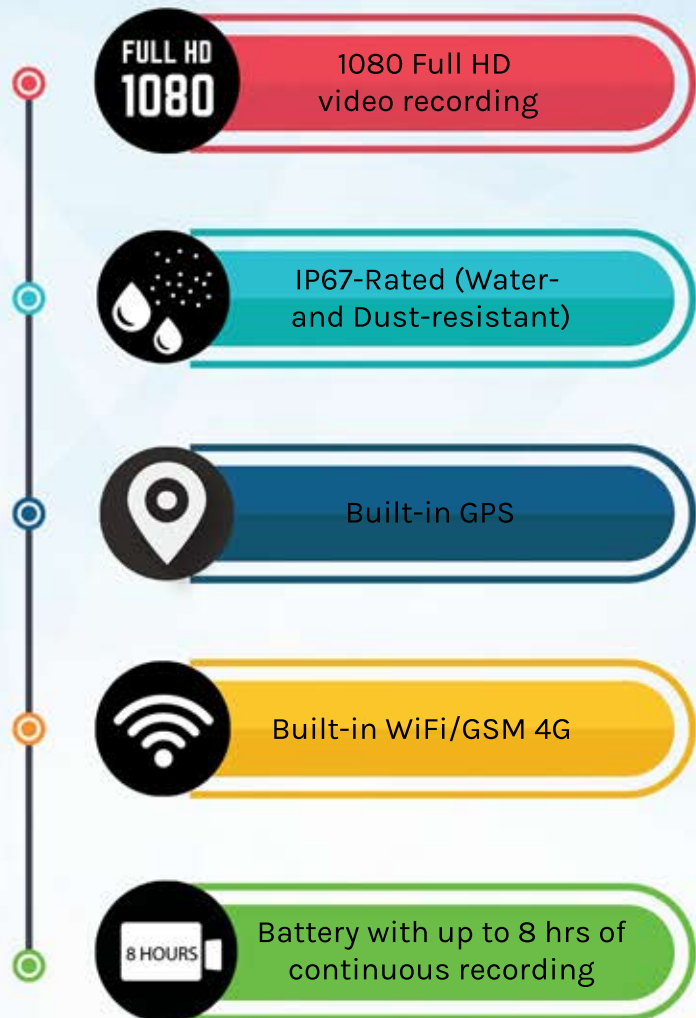 FULL HD
1080
1080 Full HD
video recording
IP67-Rated (Water-
and Dust-resistant)
Built-in GPS
Built-in WiFi/GSM 4G
8 HOURS
Battery with up to 8 hrs of
continuous recording